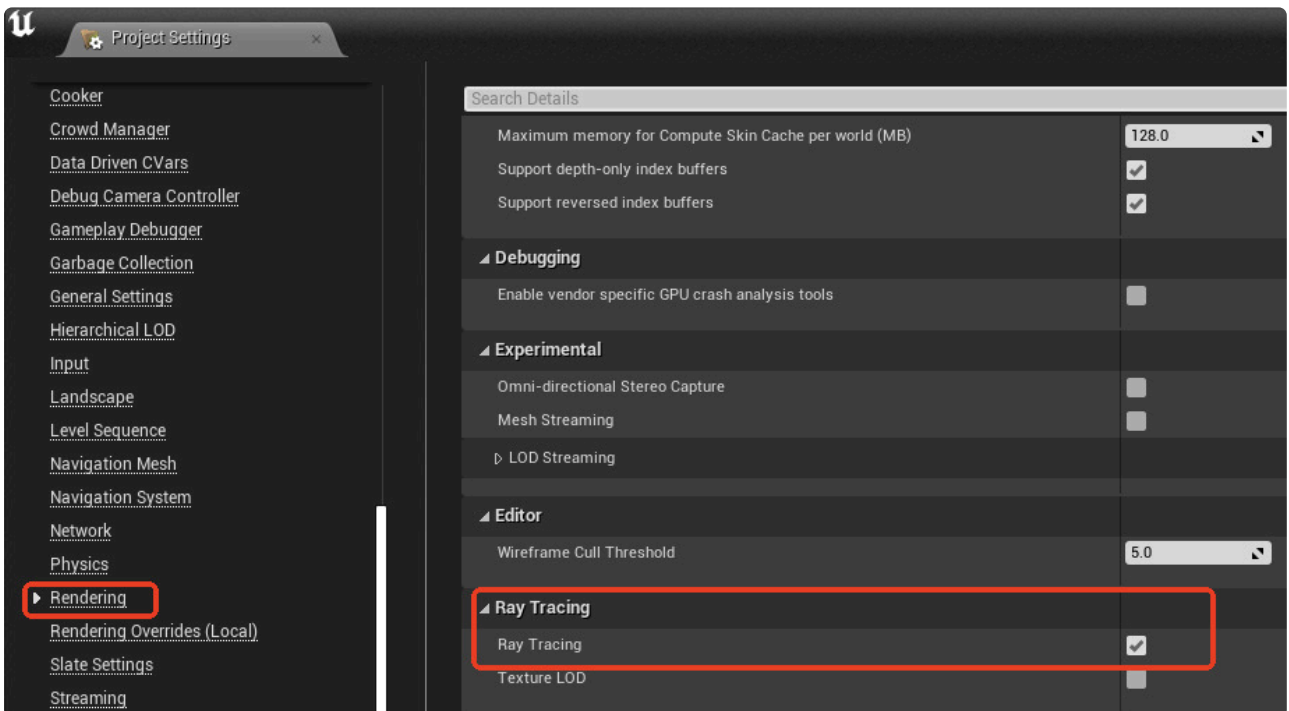 Project Settings
Cooker
Crowd Manager
Data Driven CVars
Debug Camera Controller
Gameplay Debugger
Garbage Collection
General Settings
Hierarchical LOD
Input
Landscape
Level Sequence
Navigation Mesh
Navigation System
Network
Physics
Rendering
Rendering Overrides (Local)
Slate Settings
Streaming
Search Details
Maximum memory for Compute Skin Cache per world (MB) 128.0
Support depth-only index buffers
Support reversed index buffers
Debugging
Enable vendor specific GPU crash analysis tools
Experimental
Omni-directional Stereo Capture
Mesh Streaming
LOD Streaming
Editor
Wireframe Cull Threshold 5.0
Ray Tracing
Ray Tracing
Texture LOD